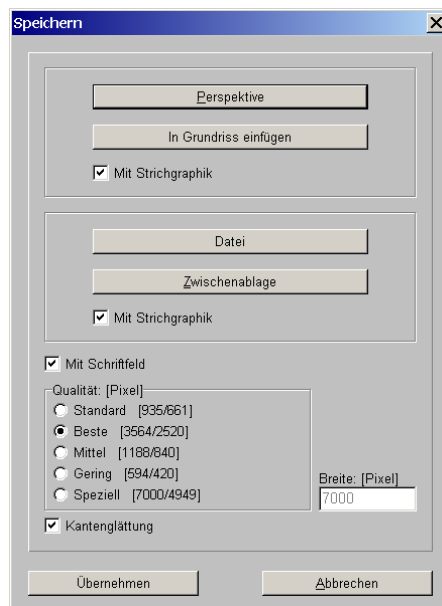 Speichern
Perspektive
In Grundriss einfügen
Mit Strichgraphik
Datei
Zwischenablage
Mit Strichgraphik
Mit Schriftfeld
Qualität: [Pixel]
Standard [935/661]
Beste [3564/2520]
Mittel [1188/840]
Gering [594/420]
Speziell [7000/4949]
Breite: [Pixel]
7000
Kantenglättung
Übernehmen
Abbrechen